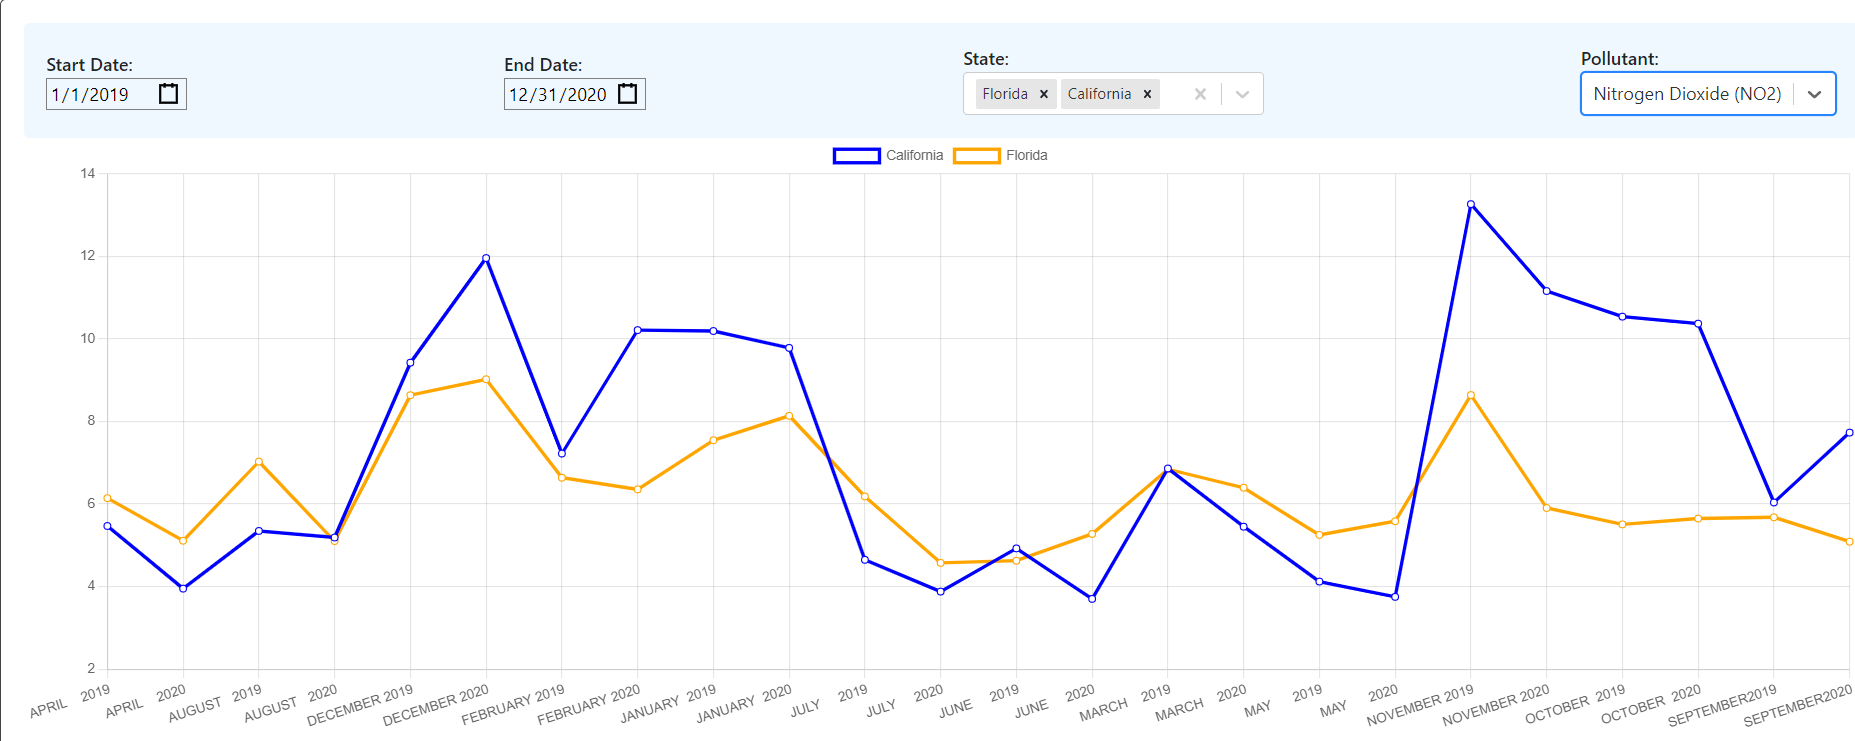 Start Date:
1/1/2019
End Date:
12/31/2020
State:
Florida × California ×
Pollutant:
Nitrogen Dioxide (NO2)
California Florida
14
12
10
8
6
4
2
APRIL 2019
APRIL 2020
AUGUST 2019
AUGUST 2020
DECEMBER 2019
DECEMBER 2020
FEBRUARY 2019
FEBRUARY 2020
JANUARY 2019
JANUARY 2020
JULY 2019
JULY 2020
JUNE 2019
JUNE 2020
MARCH 2019
MARCH 2020
MAY 2019
MAY 2020
NOVEMBER 2019
NOVEMBER 2020
OCTOBER 2019
OCTOBER 2020
SEPTEMBER2019
SEPTEMBER2020